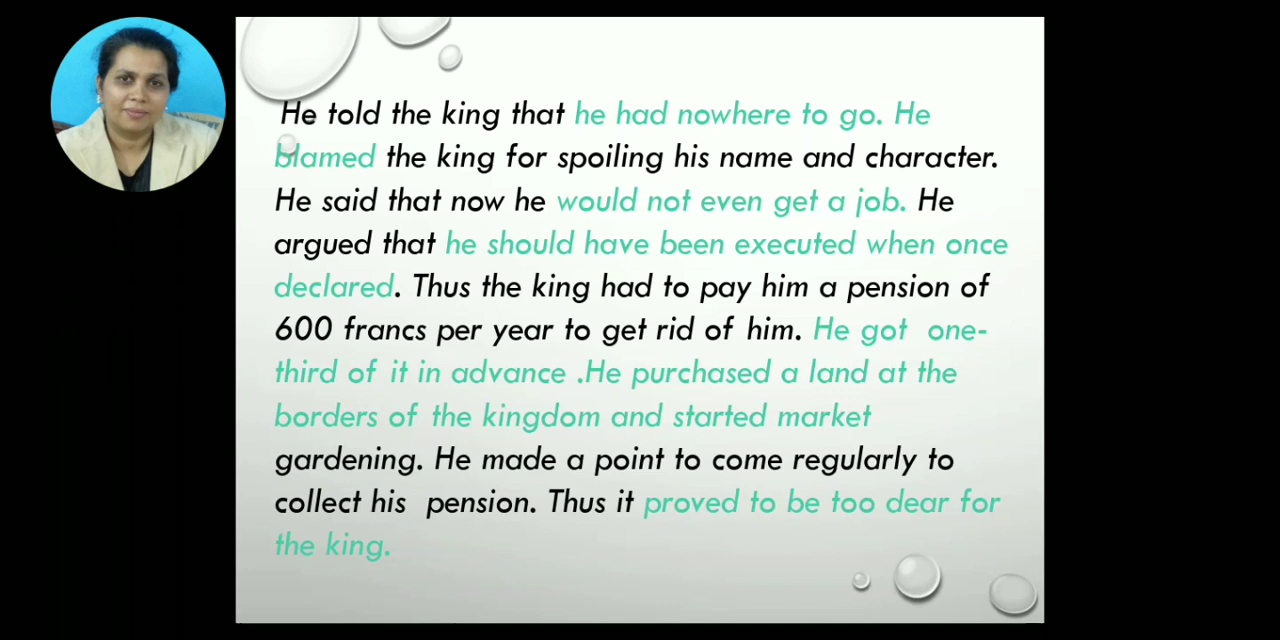 He told the king that he had nowhere to go. He
blamed the king for spoiling his name and character.
He said that now he would not even get a job. He
argued that he should have been executed when once
declared. Thus the king had to pay him a pension of
600 francs per year to get rid of him. He got one-
third of it in advance .He purchased a land at the
borders of the kingdom and started market
gardening. He made a point to come regularly to
collect his pension. Thus it proved to be too dear for
the king.